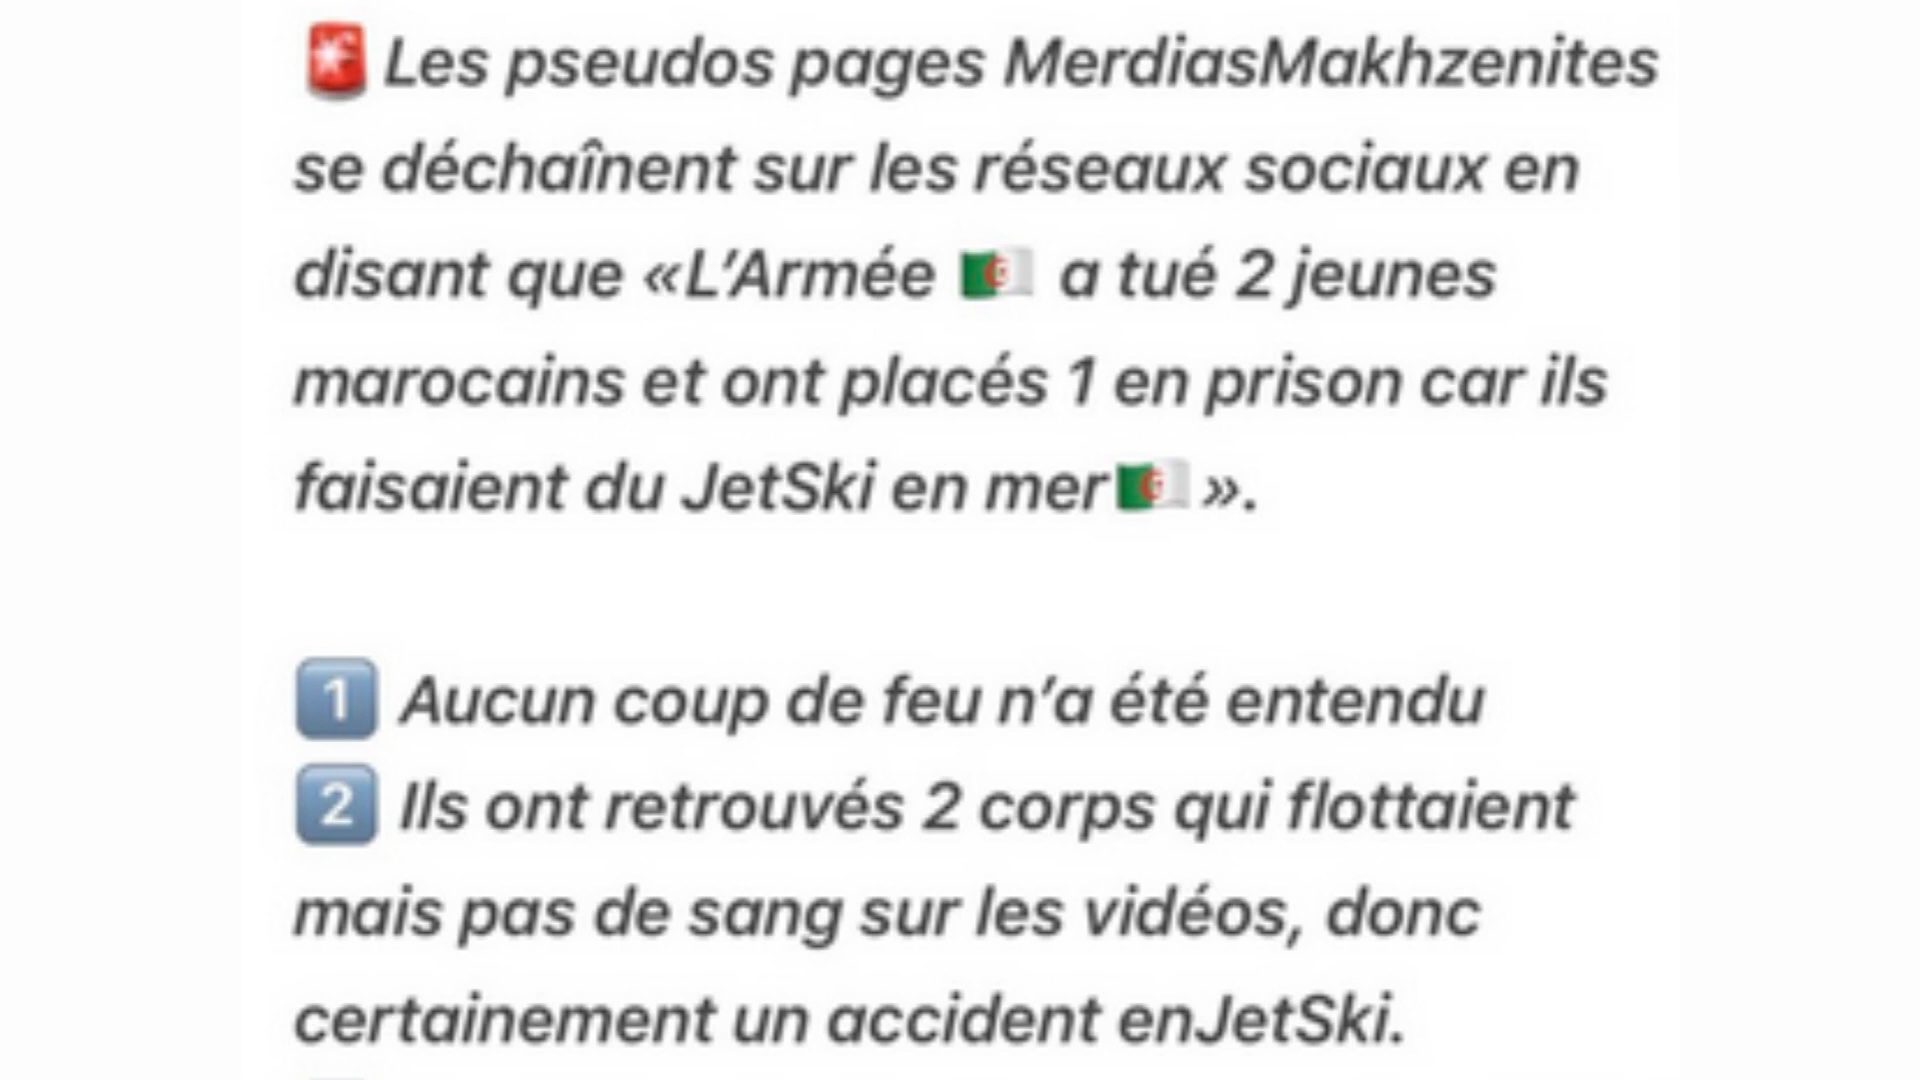 🚨Les pseudos pages MerdiasMakhzenites
se déchaînent sur les réseaux sociaux en
disant que «L’Armée 🇩🇿 a tué 2 jeunes
marocains et ont placés 1 en prison car ils
faisaient du JetSki en mer🇩🇿».
1️⃣ Aucun coup de feu n’a été entendu
2️⃣ Ils ont retrouvés 2 corps qui flottaient
mais pas de sang sur les vidéos, donc
certainement un accident enJetSki.